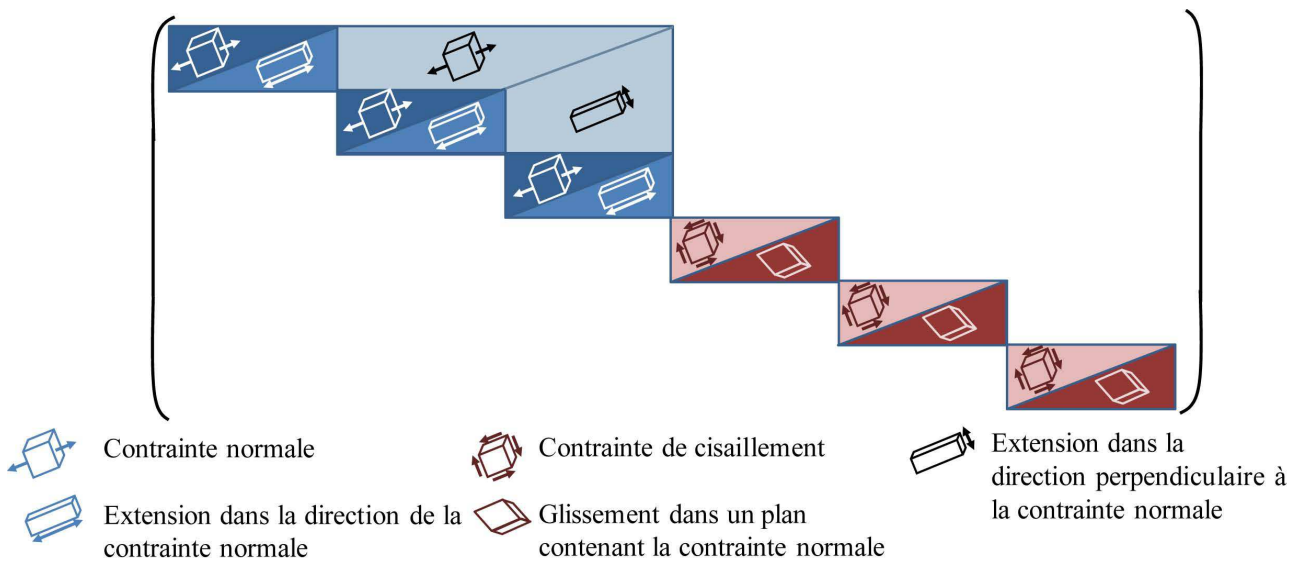 Contrainte normale
Extension dans la direction de la
contrainte normale
Contrainte de cisaillement
Glissement dans un plan
contenant la contrainte normale
Extension dans la
direction perpendiculaire à
la contrainte normale